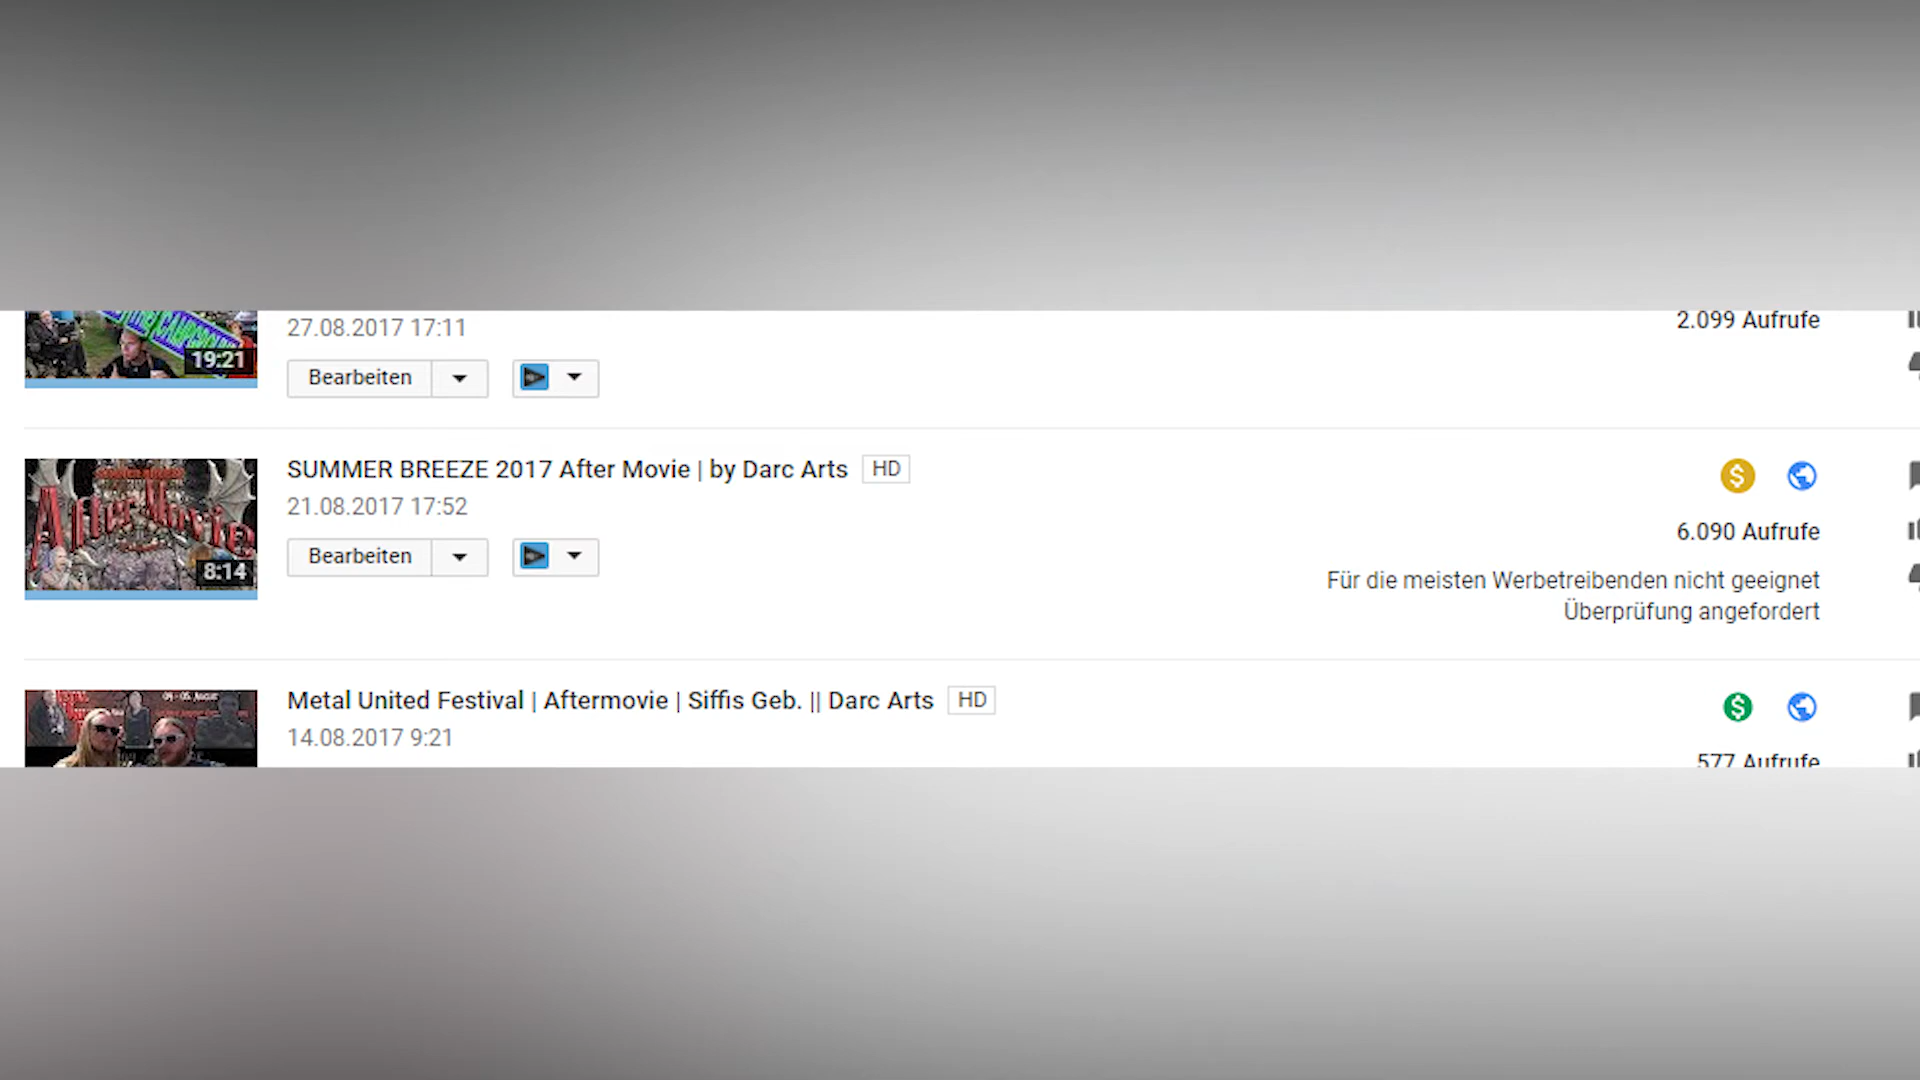 27.08.2017 17:11
2.099 Aufrufe
19:21
Bearbeiten
SUMMER BREEZE 2017 After Movie | by Darc Arts HD
21.08.2017 17:52
6.090 Aufrufe
After Movie
8:14
Bearbeiten
Für die meisten Werbetreibenden nicht geeignet
Überprüfung angefordert
Metal United Festival | Aftermovie | Siffis Geb. || Darc Arts HD
14.08.2017 9:21
577 Aufrufe